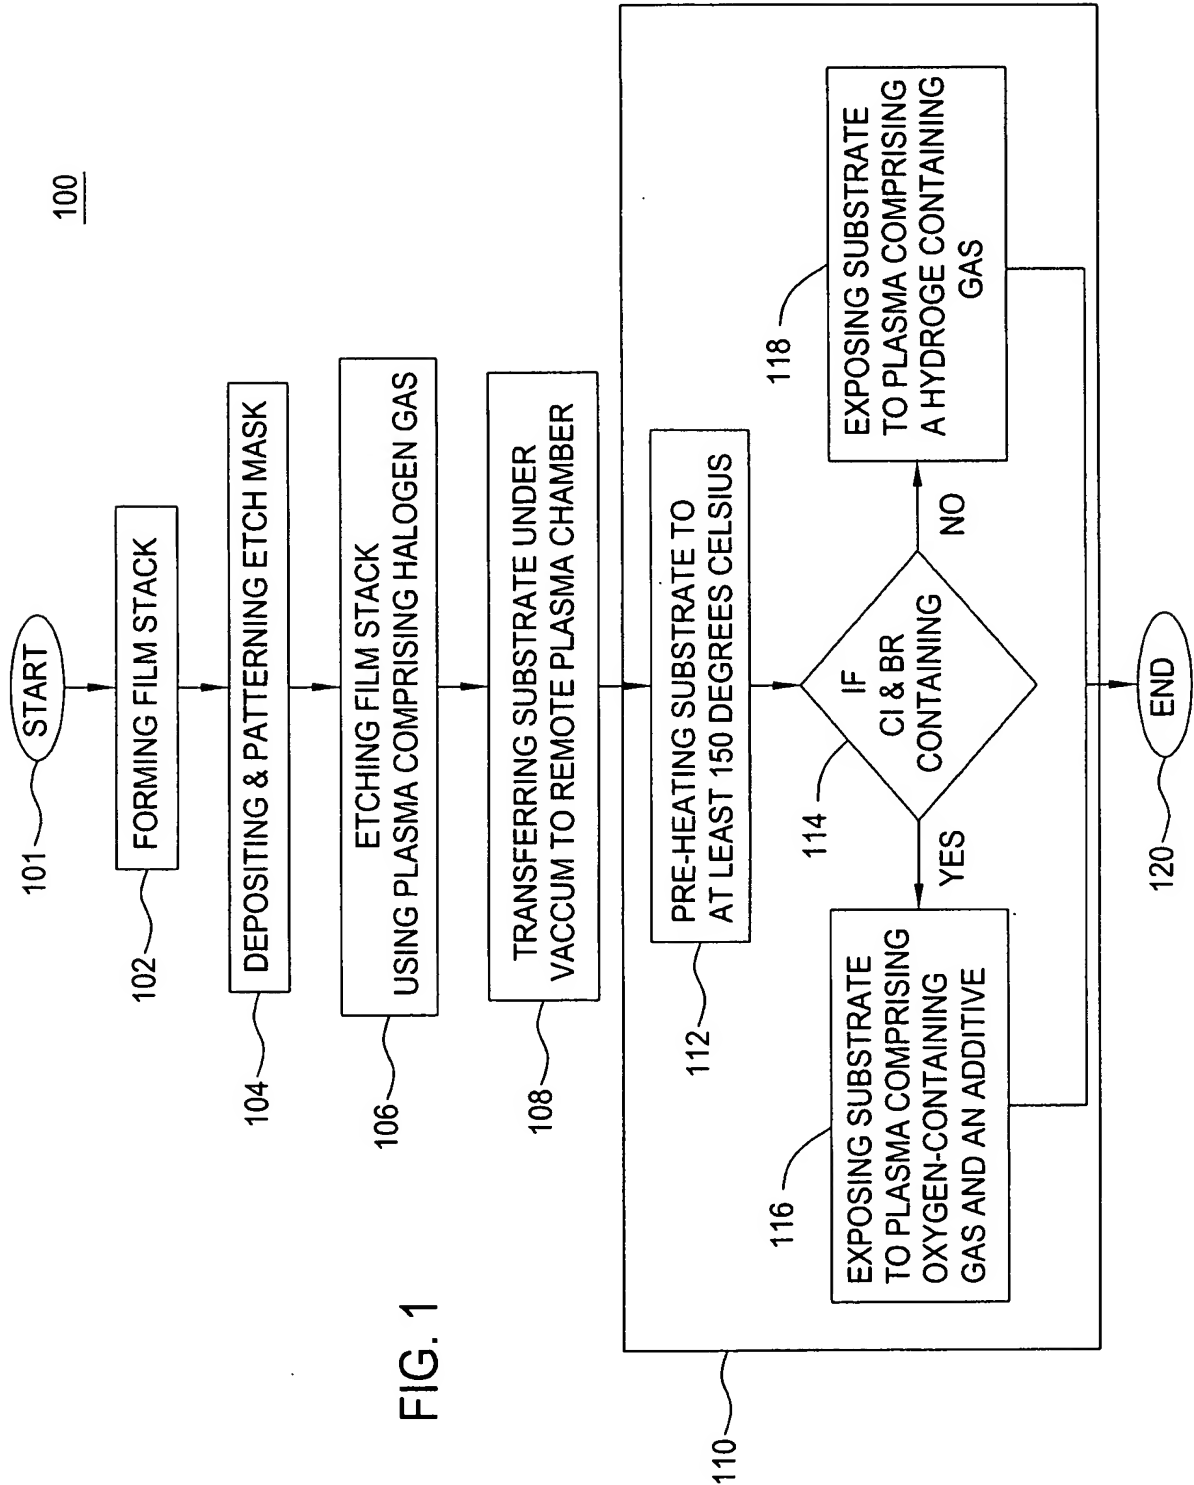 100
START
101
FORMING FILM STACK
102
DEPOSITING & PATTERNING ETCH MASK
104
ETCHING FILM STACK
USING PLASMA COMPRISING HALOGEN GAS
106
TRANSFERRING SUBSTRATE UNDER
VACCUM TO REMOTE PLASMA CHAMBER
108
110
PRE-HEATING SUBSTRATE TO
AT LEAST 150 DEGREES CELSIUS
112
IF
CI & BR
CONTAINING
114
YES
NO
EXPOSING SUBSTRATE
TO PLASMA COMPRISING
OXYGEN-CONTAINING
GAS AND AN ADDITIVE
116
EXPOSING SUBSTRATE
TO PLASMA COMPRISING
A HYDROGE CONTAINING
GAS
118
END
120
FIG. 1